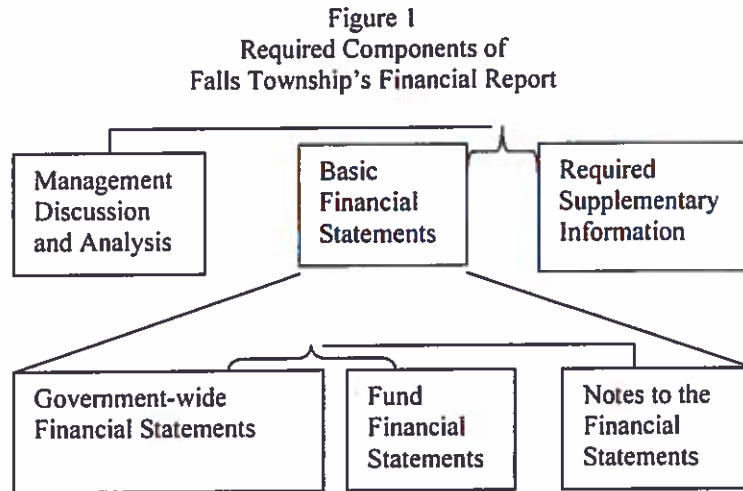 Figure 1
Required Components of
Falls Township's Financial Report
Management
Discussion
and Analysis
Basic
Financial
Statements
Required
Supplementary
Information
Government-wide
Financial Statements
Fund
Financial
Statements
Notes to the
Financial
Statements